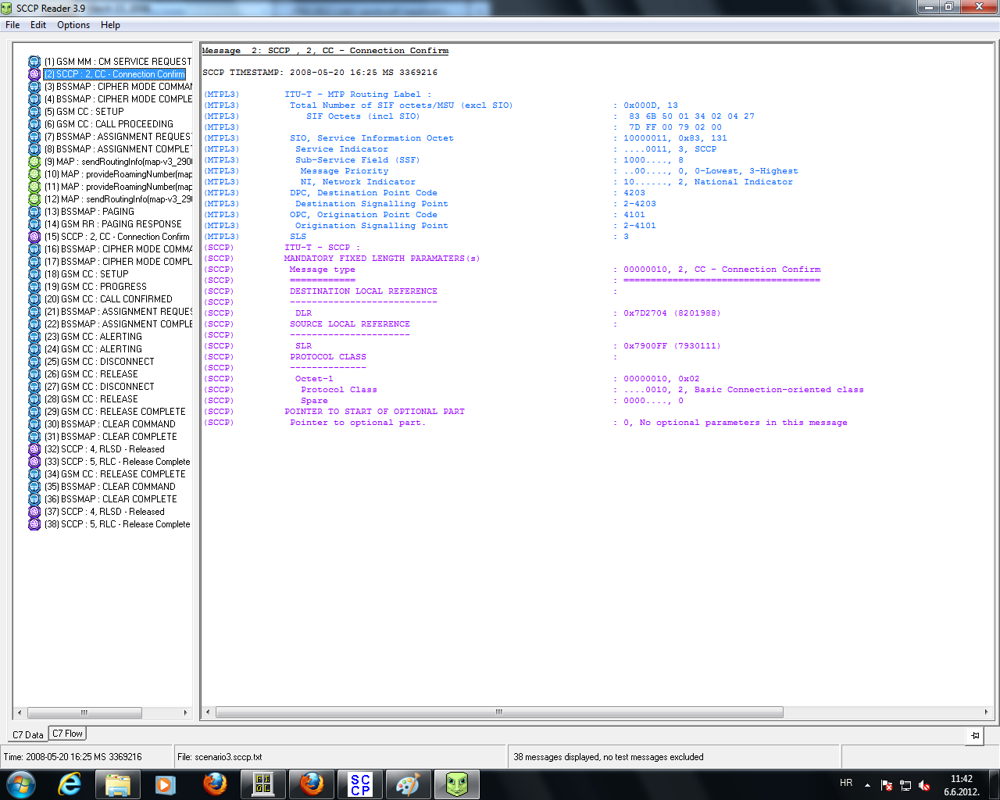 SCCP Reader 3.9
File Edit Options Help
(1) GSM MM : CM SERVICE REQUEST
(2) SCCP : 2, CC - Connection Confirm
(3) BSSMAP : CIPHER MODE COMMA
(4) BSSMAP : CIPHER MODE COMPLE
(5) GSM CC : SETUP
(6) GSM CC : CALL PROCEEDING
(7) BSSMAP : ASSIGNMENT REQUES
(8) BSSMAP : ASSIGNMENT COMPLET
(9) MAP : sendRoutingInfo(map-v3_2900
(10) MAP : provideRoamingNumber(map
(11) MAP : provideRoamingNumber(map
(12) MAP : sendRoutingInfo(map-v3_290
(13) BSSMAP : PAGING
(14) GSM RR : PAGING RESPONSE
(15) SCCP : 2, CC - Connection Confirm
(16) BSSMAP : CIPHER MODE COMMA
(17) BSSMAP : CIPHER MODE COMPL
(18) GSM CC : SETUP
(19) GSM CC : PROGRESS
(20) GSM CC : CALL CONFIRMED
(21) BSSMAP : ASSIGNMENT REQUES
(22) BSSMAP : ASSIGNMENT COMPLE
(23) GSM CC : ALERTING
(24) GSM CC : ALERTING
(25) GSM CC : DISCONNECT
(26) GSM CC : RELEASE
(27) GSM CC : DISCONNECT
(28) GSM CC : RELEASE
(29) GSM CC : RELEASE COMPLETE
(30) BSSMAP : CLEAR COMMAND
(31) BSSMAP : CLEAR COMPLETE
(32) SCCP : 4, RLSD - Released
(33) SCCP : 5, RLC - Release Complete
(34) GSM CC : RELEASE COMPLETE
(35) BSSMAP : CLEAR COMMAND
(36) BSSMAP : CLEAR COMPLETE
(37) SCCP : 4, RLSD - Released
(38) SCCP : 5, RLC - Release Complete
Message 2: SCCP , 2, CC - Connection Confirm
SCCP TIMESTAMP: 2008-05-20 16:25 MS 3369216
(MTPL3) ITU-T - MTP Routing Label :
(MTPL3) Total Number of SIF octets/MSU (excl SIO) : 0x000D, 13
(MTPL3) SIF Octets (incl SIO) : 83 6B 50 01 34 02 04 27
(MTPL3) : 7D FF 00 79 02 00
(MTPL3) SIO, Service Information Octet : 10000011, 0x83, 131
(MTPL3) Service Indicator : ....0011, 3, SCCP
(MTPL3) Sub-Service Field (SSF) : 1000...., 8
(MTPL3) Message Priority : ..00...., 0, 0-Lowest, 3-Highest
(MTPL3) NI, Network Indicator : 10......, 2, National Indicator
(MTPL3) DPC, Destination Point Code : 4203
(MTPL3) Destination Signalling Point : 2-4203
(MTPL3) OPC, Origination Point Code : 4101
(MTPL3) Origination Signalling Point : 2-4101
(MTPL3) SLS : 3
(SCCP) ITU-T - SCCP :
(SCCP) MANDATORY FIXED LENGTH PARAMATERS(s)
(SCCP) Message type : 00000010, 2, CC - Connection Confirm
(SCCP) ============ : ====================================
(SCCP) DESTINATION LOCAL REFERENCE :
(SCCP) ---------------------------
(SCCP) DLR : 0x7D2704 (8201988)
(SCCP) SOURCE LOCAL REFERENCE :
(SCCP) ----------------------
(SCCP) SLR : 0x7900FF (7930111)
(SCCP) PROTOCOL CLASS :
(SCCP) --------------
(SCCP) Octet-1 : 00000010, 0x02
(SCCP) Protocol Class : ....0010, 2, Basic Connection-oriented class
(SCCP) Spare : 0000...., 0
(SCCP) POINTER TO START OF OPTIONAL PART
(SCCP) Pointer to optional part. : 0, No optional parameters in this message
C7 Data C7 Flow
Time: 2008-05-20 16:25 MS 3369216 File: scenario3.sccp.txt 38 messages displayed, no test messages excluded
SC
CP
HR
11:42
6.6.2012.